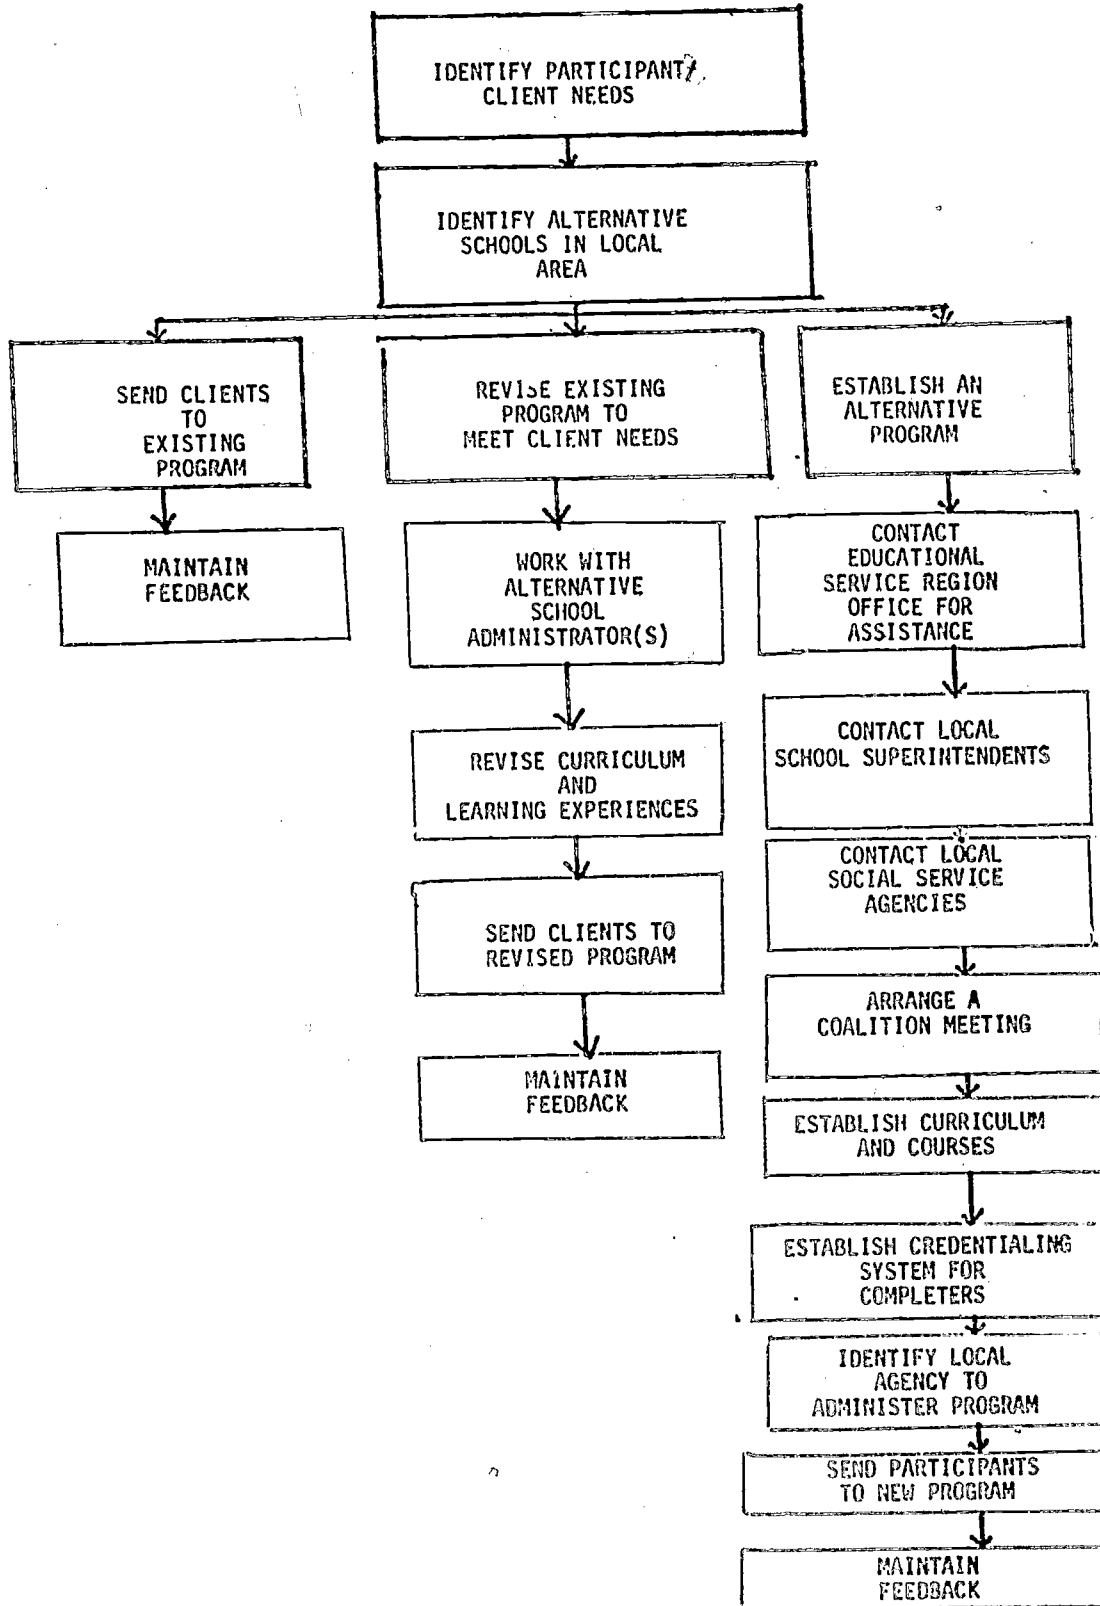 IDENTIFY PARTICIPANT/
CLIENT NEEDS
IDENTIFY ALTERNATIVE
SCHOOLS IN LOCAL
AREA
SEND CLIENTS
TO
EXISTING
PROGRAM
MAINTAIN
FEEDBACK
REVISE EXISTING
PROGRAM TO
MEET CLIENT NEEDS
WORK WITH
ALTERNATIVE
SCHOOL
ADMINISTRATOR(S)
REVISE CURRICULUM
AND
LEARNING EXPERIENCES
SEND CLIENTS TO
REVISED PROGRAM
MAINTAIN
FEEDBACK
ESTABLISH AN
ALTERNATIVE
PROGRAM
CONTACT
EDUCATIONAL
SERVICE REGION
OFFICE FOR
ASSISTANCE
CONTACT LOCAL
SCHOOL SUPERINTENDENTS
CONTACT LOCAL
SOCIAL SERVICE
AGENCIES
ARRANGE A
COALITION MEETING
ESTABLISH CURRICULUM
AND COURSES
ESTABLISH CREDENTIALING
SYSTEM FOR
COMPLETERS
IDENTIFY LOCAL
AGENCY TO
ADMINISTER PROGRAM
SEND PARTICIPANTS
TO NEW PROGRAM
MAINTAIN
FEEDBACK